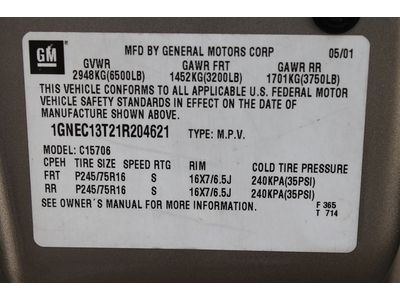 GM
MFD BY GENERAL MOTORS CORP 05/01
GVWR GAWR FRT GAWR RR
2948KG(6500LB) 1452KG(3200LB) 1701KG(3750LB)
THIS VEHICLE CONFORMS TO ALL APPLICABLE U.S. FEDERAL MOTOR
VEHICLE SAFETY STANDARDS IN EFFECT ON THE DATE OF
MANUFACTURE SHOWN ABOVE.
1GNEC13T21R204621 TYPE: M.P.V.
MODEL: C15706
CPEH TIRE SIZE SPEED RTG RIM COLD TIRE PRESSURE
FRT P245/75R16 S 16X7/6.5J 240KPA(35PSI)
RR P245/75R16 S 16X7/6.5J 240KPA(35PSI)
SEE OWNER'S MANUAL FOR MORE INFORMATION. F 365
T 714